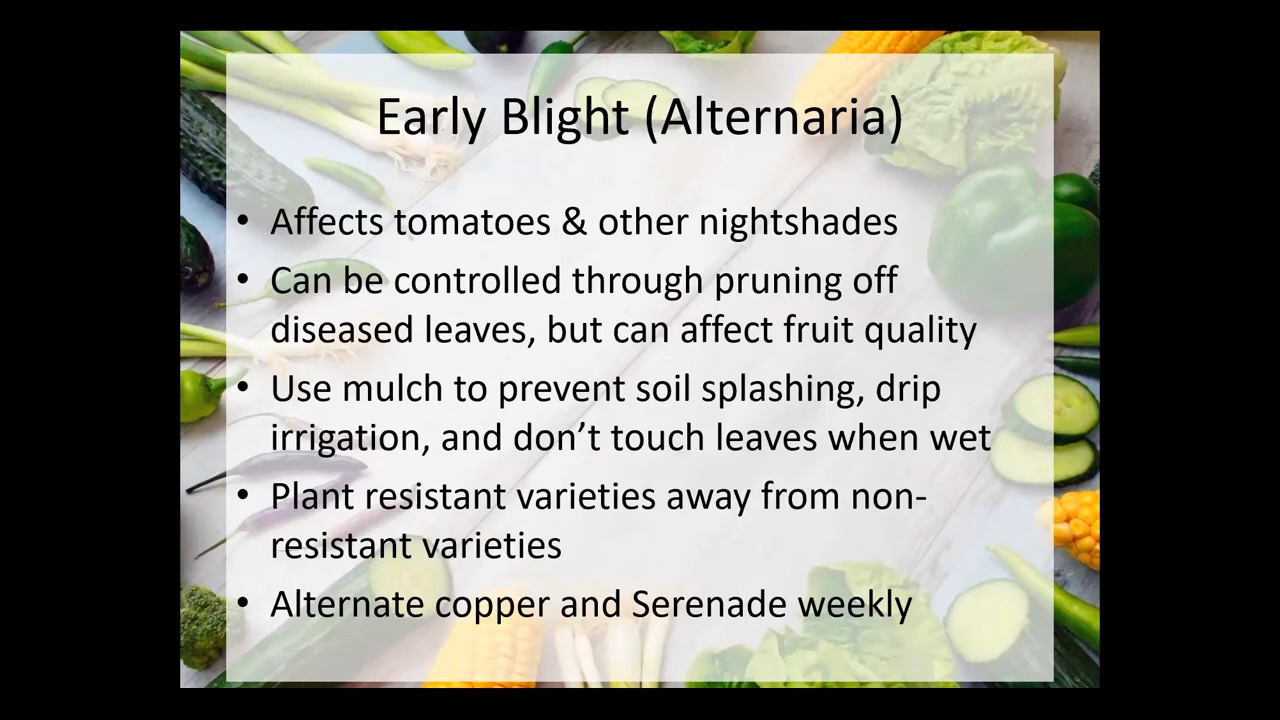 Early Blight (Alternaria)
• Affects tomatoes & other nightshades
• Can be controlled through pruning off
diseased leaves, but can affect fruit quality
• Use mulch to prevent soil splashing, drip
irrigation, and don’t touch leaves when wet
• Plant resistant varieties away from non-
resistant varieties
• Alternate copper and Serenade weekly